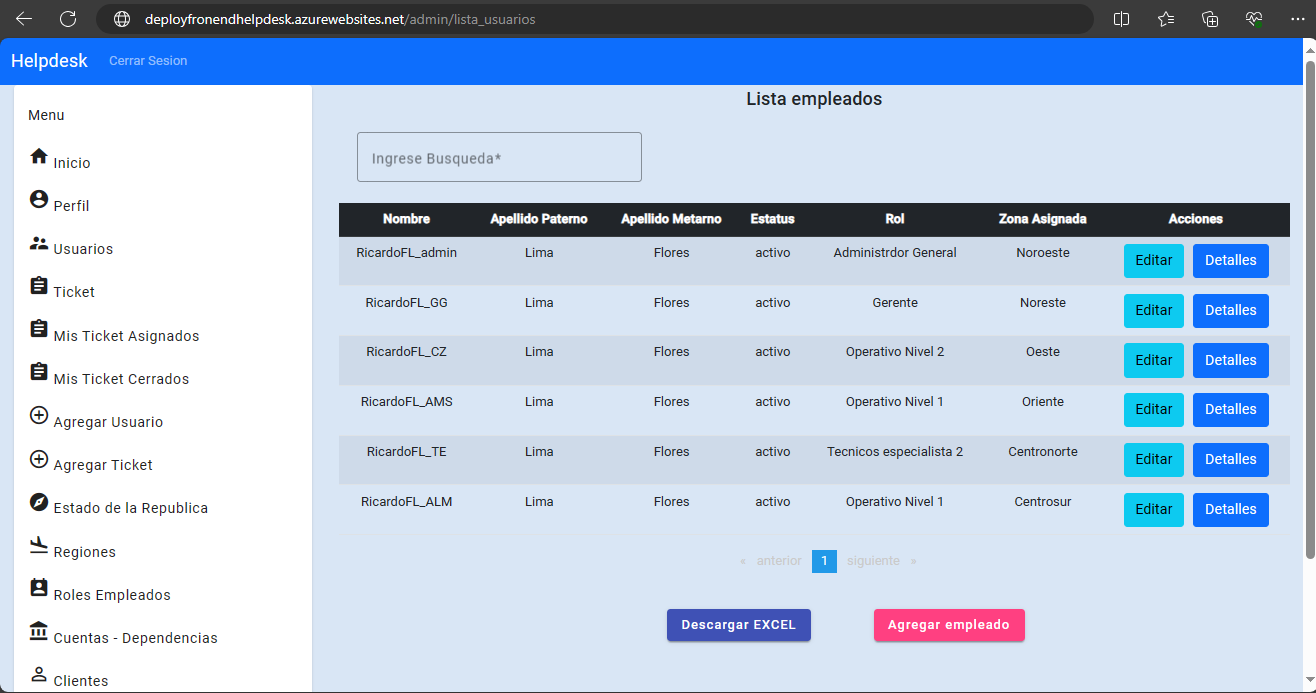 deployfronendhelpdesk.azurewebsites.net/admin/lista_usuarios
Helpdesk Cerrar Sesion
Menu
Inicio
Perfil
Usuarios
Ticket
Mis Ticket Asignados
Mis Ticket Cerrados
Agregar Usuario
Agregar Ticket
Estado de la Republica
Regiones
Roles Empleados
Cuentas - Dependencias
Clientes
Lista empleados
Ingrese Busqueda*
Nombre Apellido Paterno Apellido Metarno Estatus Rol Zona Asignada Acciones
RicardoFL_admin Lima Flores activo Administrdor General Noroeste Editar Detalles
RicardoFL_GG Lima Flores activo Gerente Noreste Editar Detalles
RicardoFL_CZ Lima Flores activo Operativo Nivel 2 Oeste Editar Detalles
RicardoFL_AMS Lima Flores activo Operativo Nivel 1 Oriente Editar Detalles
RicardoFL_TE Lima Flores activo Tecnicos especialista 2 Centronorte Editar Detalles
RicardoFL_ALM Lima Flores activo Operativo Nivel 1 Centrosur Editar Detalles
« anterior 1 siguiente »
Descargar EXCEL Agregar empleado